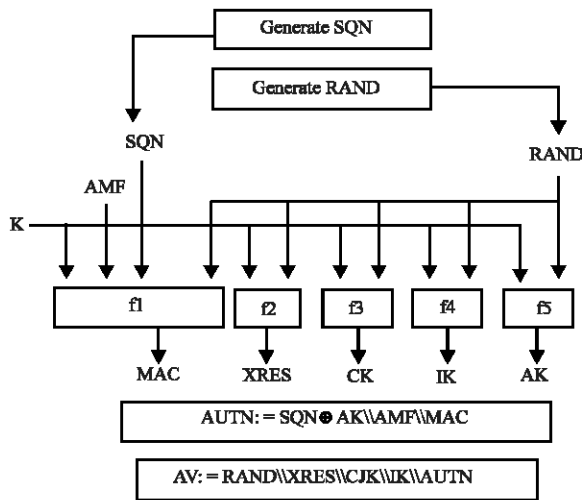 Generate SQN
Generate RAND
SQN
RAND
AMF
K
f1
f2
f3
f4
f5
MAC
XRES
CK
IK
AK
AUTN: = SQN⊕ AK\\AMF\\MAC
AV: = RAND\\XRES\\CJK\\IK\\AUTN